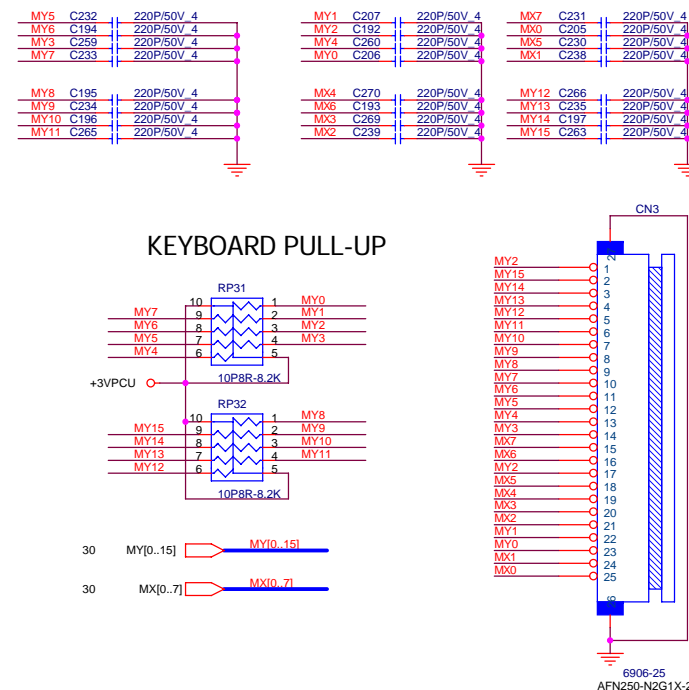 MY5 C232 220P/50V_4 MY1 C207 220P/50V_4 MX7 C231 220P/50V_4
MY6 C194 220P/50V_4 MY2 C192 220P/50V_4 MX0 C205 220P/50V_4
MY3 C259 220P/50V_4 MY4 C260 220P/50V_4 MX5 C230 220P/50V_4
MY7 C233 220P/50V_4 MY0 C206 220P/50V_4 MX1 C238 220P/50V_4
MY8 C195 220P/50V_4 MX4 C270 220P/50V_4 MY12 C266 220P/50V_4
MY9 C234 220P/50V_4 MX6 C193 220P/50V_4 MY13 C235 220P/50V_4
MY10 C196 220P/50V_4 MX3 C269 220P/50V_4 MY14 C197 220P/50V_4
MY11 C265 220P/50V_4 MX2 C239 220P/50V_4 MY15 C263 220P/50V_4
KEYBOARD PULL-UP
RP31
10 1 MY0
MY7 9 2 MY1
MY6 8 3 MY2
MY5 7 4 MY3
MY4 6 5
10P8R-8.2K
+3VPCU
RP32
10 1 MY8
MY15 9 2 MY9
MY14 8 3 MY10
MY13 7 4 MY11
MY12 6 5
10P8R-8.2K
30 MY[0..15] MY[0..15]
30 MX[0..7] MX[0..7]
CN3
27
MY2 1
MY15 2
MY14 3
MY13 4
MY12 5
MY11 6
MY10 7
MY9 8
MY8 9
MY7 10
MY6 11
MY5 12
MY4 13
MY3 14
MX7 15
MX6 16
MY2 17
MX5 18
MX4 19
MX3 20
MX2 21
MY1 22
MY0 23
MX1 24
MX0 25
26
6906-25
AFN250-N2G1X-2